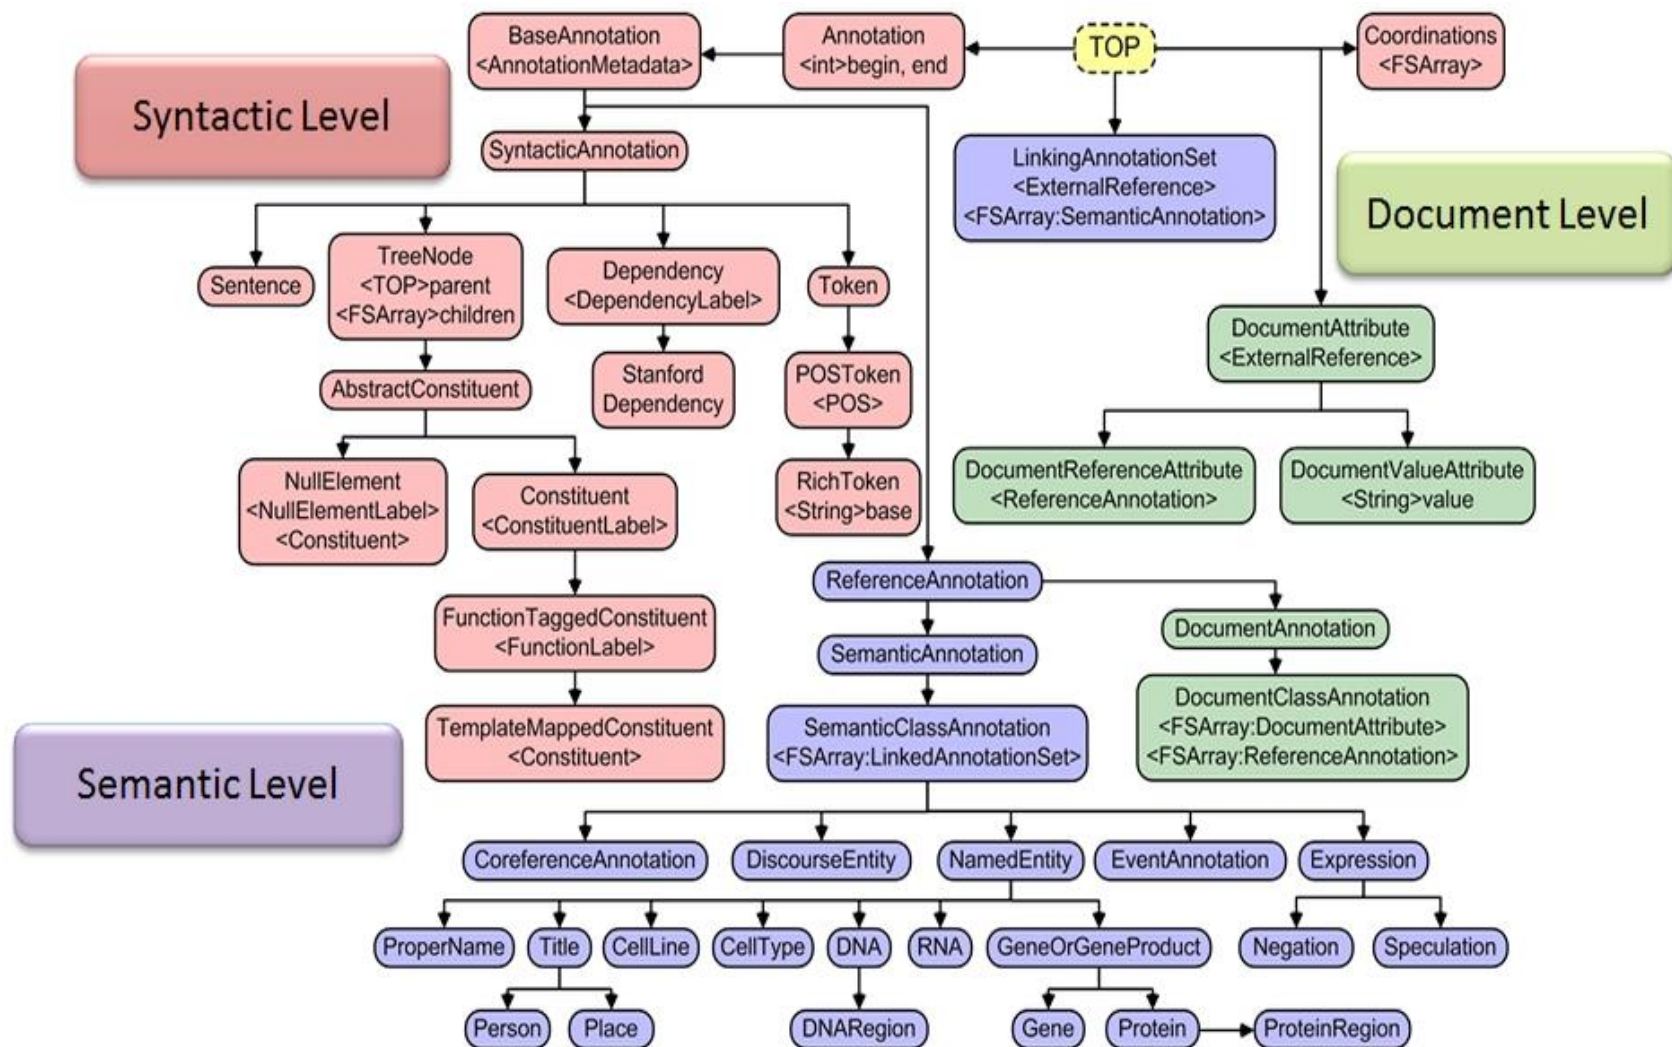 BaseAnnotation
<AnnotationMetadata>
Annotation
<int>begin, end
TOP
Coordinations
<FSArray>
Syntactic Level
SyntacticAnnotation
LinkingAnnotationSet
<ExternalReference>
<FSArray:SemanticAnnotation>
Document Level
Sentence
TreeNode
<TOP>parent
<FSArray>children
Dependency
<DependencyLabel>
Token
DocumentAttribute
<ExternalReference>
AbstractConstituent
Stanford
Dependency
POSToken
<POS>
NullElement
<NullElementLabel>
<Constituent>
Constituent
<ConstituentLabel>
RichToken
<String>base
DocumentReferenceAttribute
<ReferenceAnnotation>
DocumentValueAttribute
<String>value
ReferenceAnnotation
FunctionTaggedConstituent
<FunctionLabel>
SemanticAnnotation
DocumentAnnotation
TemplateMappedConstituent
<Constituent>
SemanticClassAnnotation
<FSArray:LinkedAnnotationSet>
DocumentClassAnnotation
<FSArray:DocumentAttribute>
<FSArray:ReferenceAnnotation>
Semantic Level
CoreferenceAnnotation
DiscourseEntity
NamedEntity
EventAnnotation
Expression
ProperName
Title
CellLine
CellType
DNA
RNA
GeneOrGeneProduct
Negation
Speculation
Person
Place
DNARegion
Gene
Protein
ProteinRegion